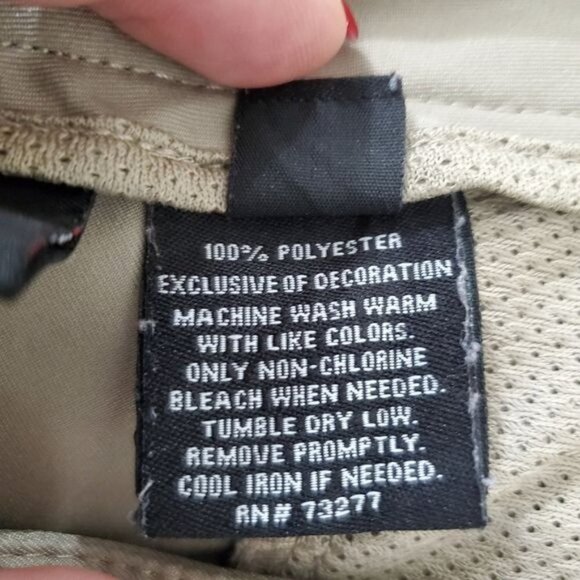 100% POLYESTER
EXCLUSIVE OF DECORATION
MACHINE WASH WARM
WITH LIKE COLORS.
ONLY NON-CHLORINE
BLEACH WHEN NEEDED.
TUMBLE DRY LOW.
REMOVE PROMPTLY.
COOL IRON IF NEEDED.
RN# 73277